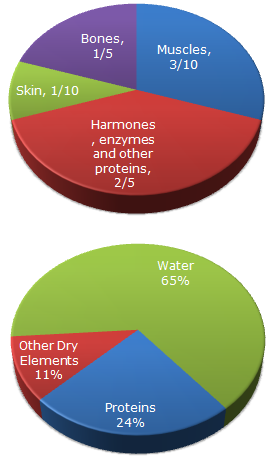 Bones,
1/5
Muscles,
3/10
Skin, 1/10
Harmones
, enzymes
and other
proteins,
2/5
Water
65%
Other Dry
Elements
11%
Proteins
24%